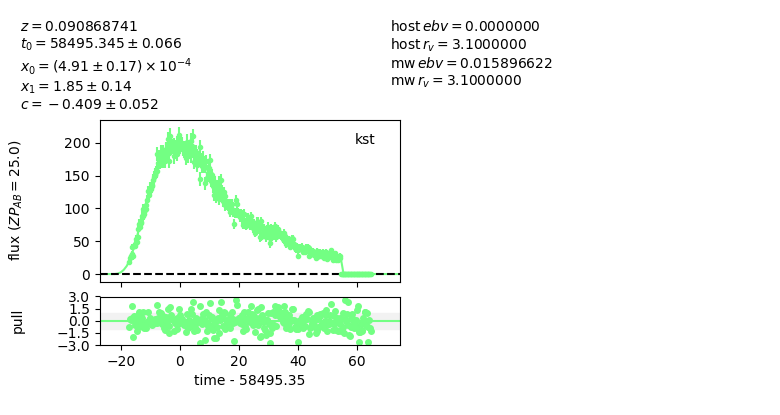 z = 0.090868741
t₀ = 58495.345 ± 0.066
x₀ = (4.91 ± 0.17) × 10⁻⁴
x₁ = 1.85 ± 0.14
c = −0.409 ± 0.052
host ebv = 0.0000000
host r_v = 3.1000000
mw ebv = 0.015896622
mw r_v = 3.1000000
kst
flux (ZP_AB = 25.0)
200
150
100
50
0
pull
3.0
1.5
0.0
−1.5
−3.0
−20 0 20 40 60
time - 58495.35